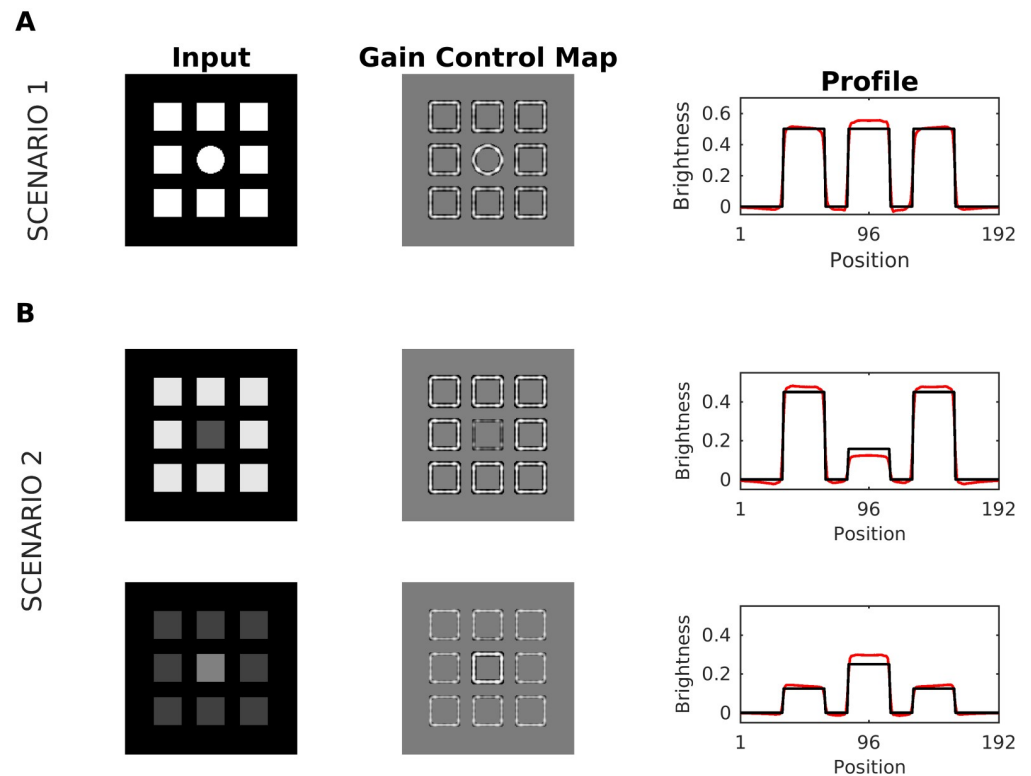 A
Input
Gain Control Map
Profile
SCENARIO 1
Brightness
0.6
0.4
0.2
0
1
96
192
Position
B
SCENARIO 2
Brightness
0.4
0.2
0
1
96
192
Position
Brightness
0.4
0.2
0
1
96
192
Position